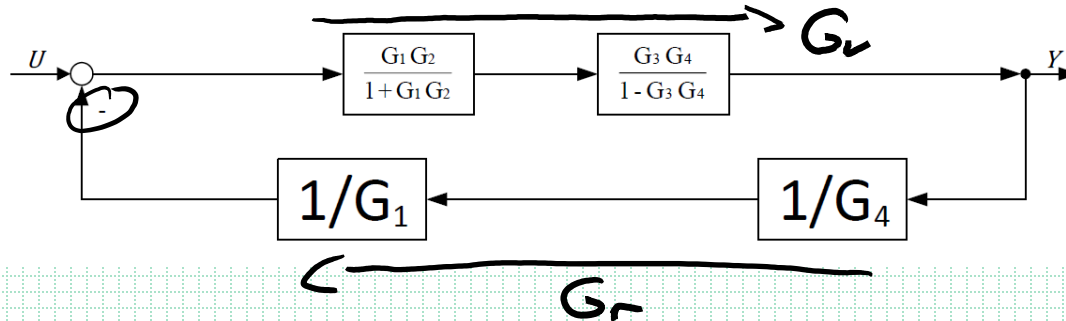 Gv
U
G₁ G₂
1 + G₁ G₂
G₃ G₄
1 - G₃ G₄
Y
-
1/G₁
1/G₄
Gr